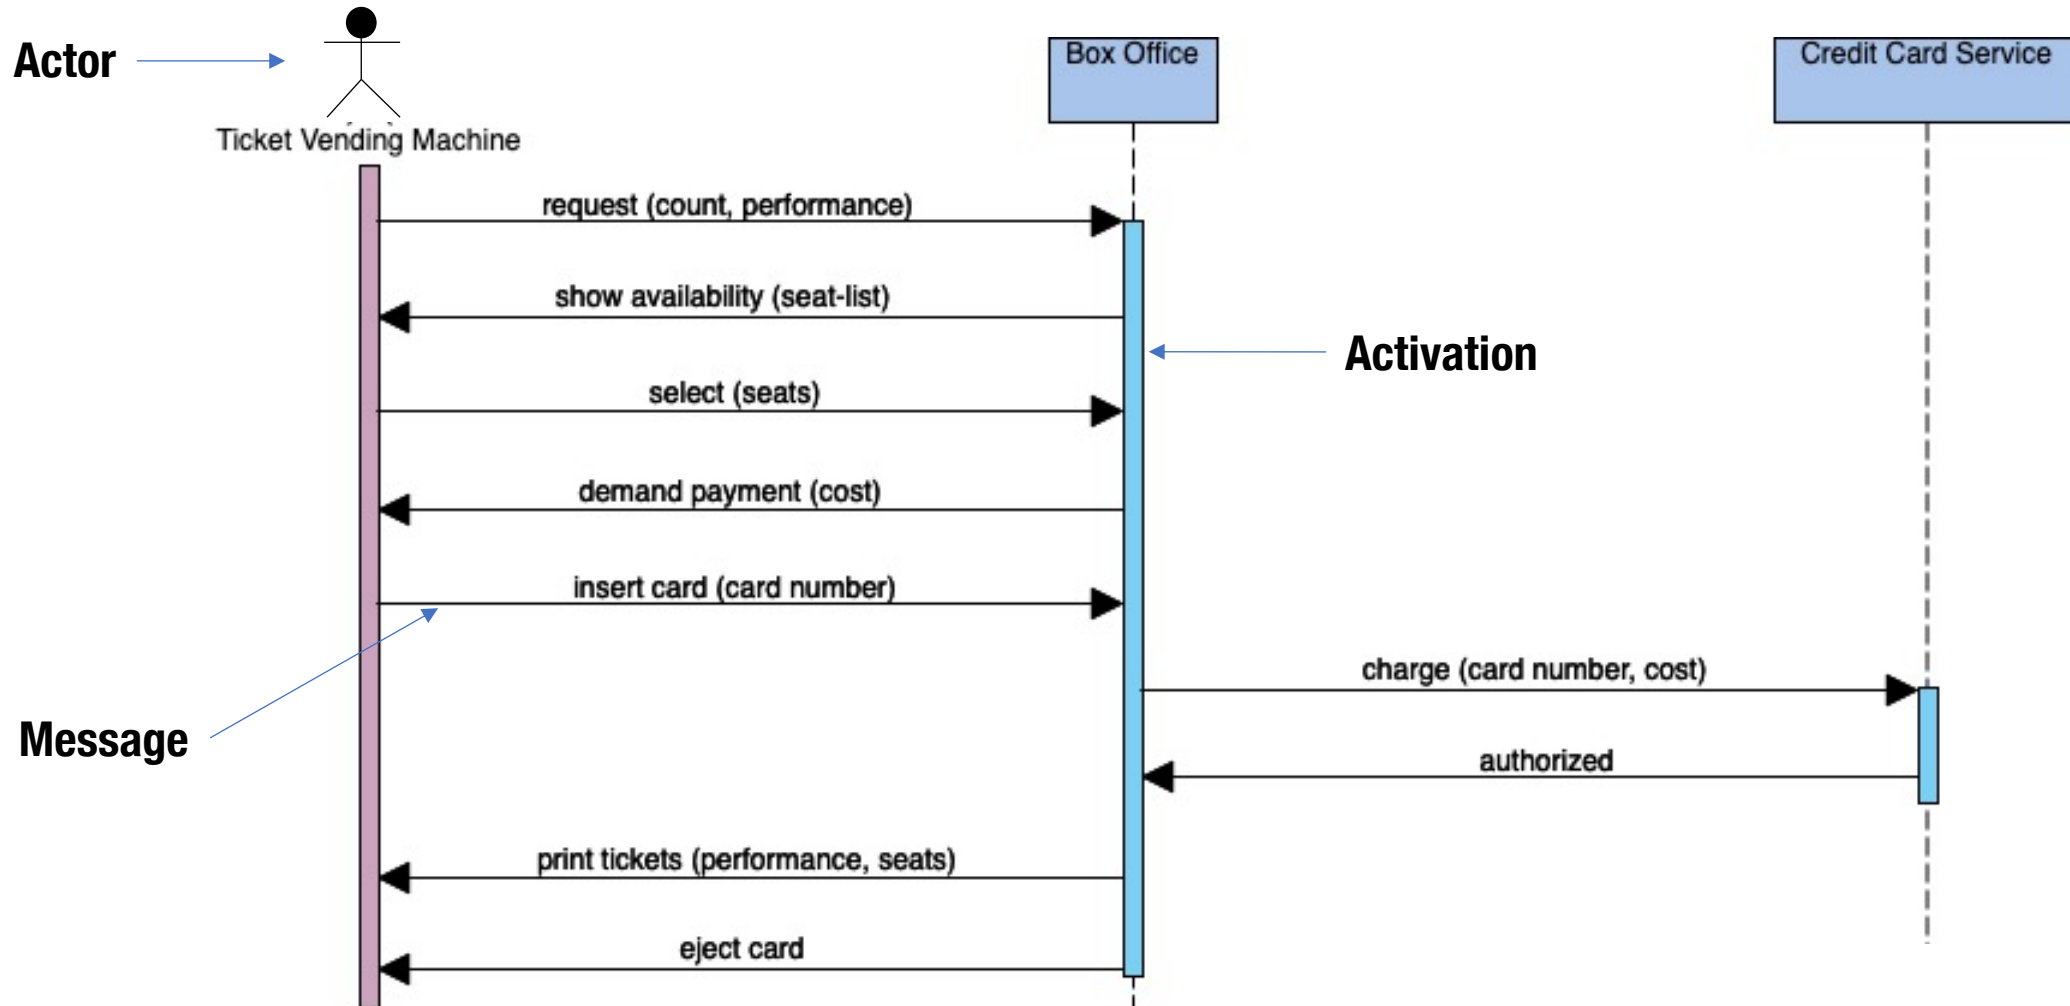 Actor
Box Office
Credit Card Service
Ticket Vending Machine
request (count, performance)
show availability (seat-list)
Activation
select (seats)
demand payment (cost)
insert card (card number)
charge (card number, cost)
Message
authorized
print tickets (performance, seats)
eject card